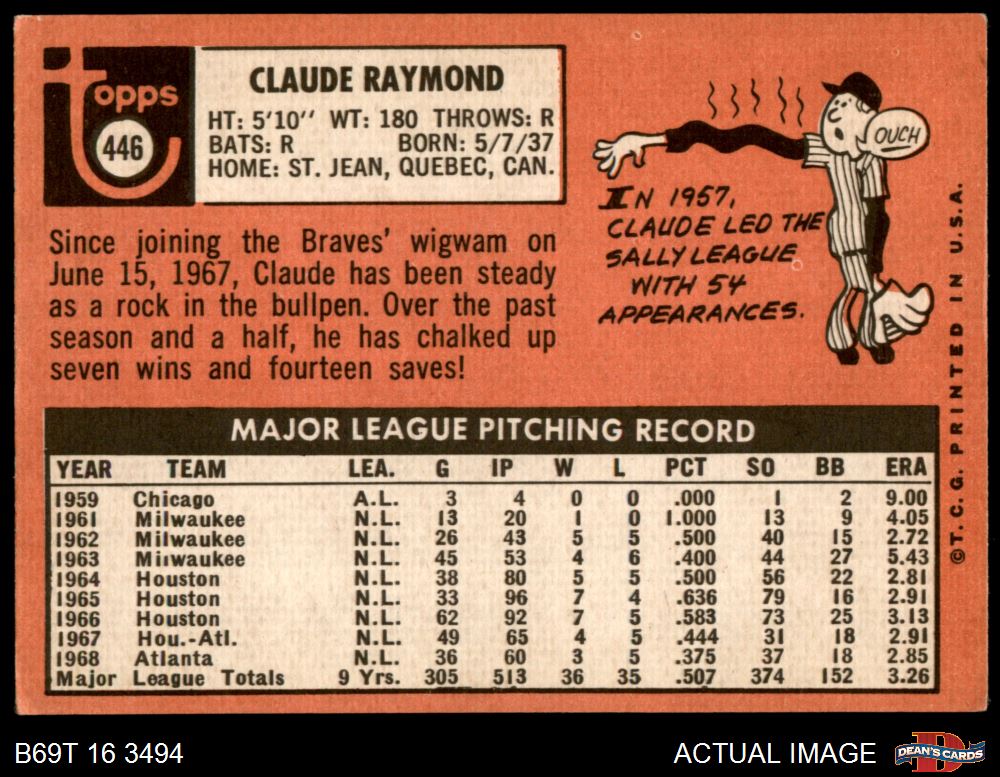 Topps
446
CLAUDE RAYMOND
HT: 5'10" WT: 180 THROWS: R
BATS: R BORN: 5/7/37
HOME: ST. JEAN, QUEBEC, CAN.
Since joining the Braves' wigwam on
June 15, 1967, Claude has been steady
as a rock in the bullpen. Over the past
season and a half, he has chalked up
seven wins and fourteen saves!
OUCH
IN 1957,
CLAUDE LED THE
SALLY LEAGUE
WITH 54
APPEARANCES.
©T. C. G. PRINTED IN U.S.A.
MAJOR LEAGUE PITCHING RECORD
YEAR TEAM LEA. G IP W L PCT SO BB ERA
1959 Chicago A.L. 3 4 0 0 .000 1 2 9.00
1961 Milwaukee N.L. 13 20 1 0 1.000 13 9 4.05
1962 Milwaukee N.L. 26 43 5 5 .500 40 15 2.72
1963 Milwaukee N.L. 45 53 4 6 .400 44 27 5.43
1964 Houston N.L. 38 80 5 5 .500 56 22 2.81
1965 Houston N.L. 33 96 7 4 .636 79 16 2.91
1966 Houston N.L. 62 92 7 5 .583 73 25 3.13
1967 Hou.-Atl. N.L. 49 65 4 5 .444 31 18 2.91
1968 Atlanta N.L. 36 60 3 5 .375 37 18 2.85
Major League Totals 9 Yrs. 305 513 36 35 .507 374 152 3.26
B69T 16 3494
ACTUAL IMAGE
D
DEAN'S CARDS